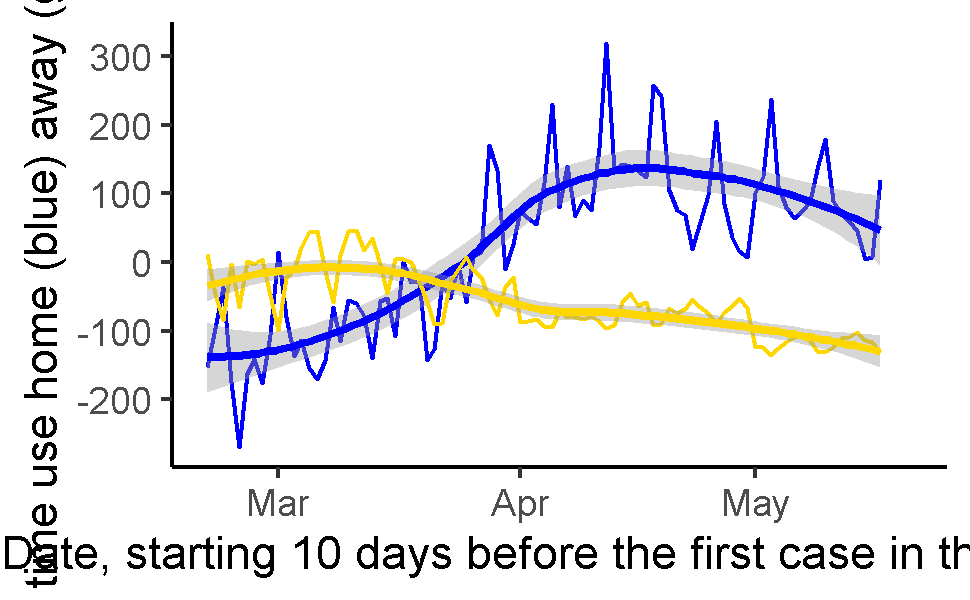 time use home (blue) away (
300
200
100
0
-100
-200
Mar Apr May
Date, starting 10 days before the first case in th